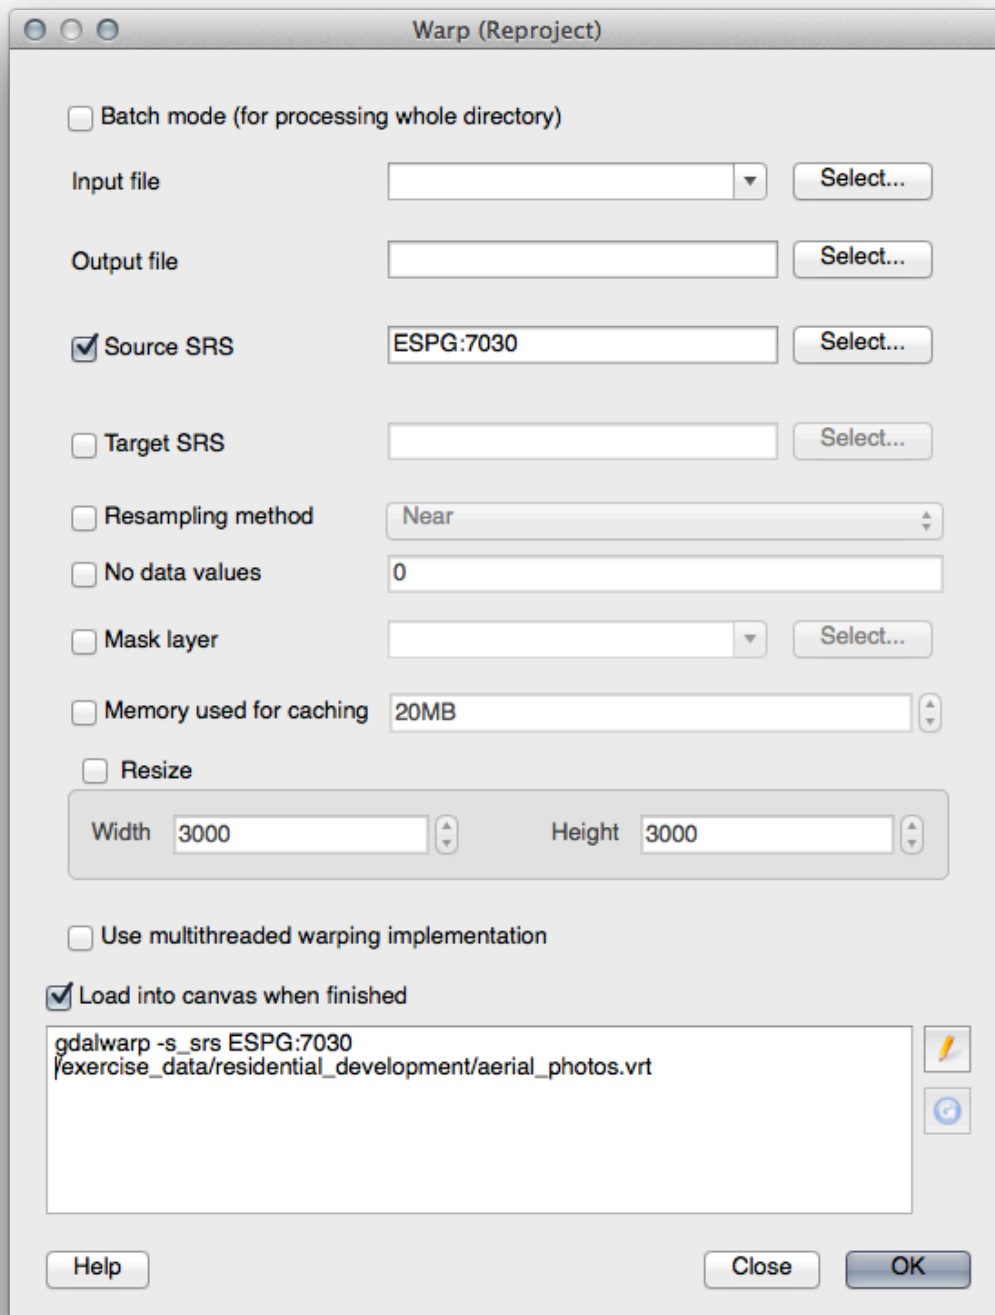 Warp (Reproject)
Batch mode (for processing whole directory)
Input file Select...
Output file Select...
Source SRS ESPG:7030 Select...
Target SRS Select...
Resampling method Near
No data values 0
Mask layer Select...
Memory used for caching 20MB
Resize
Width 3000 Height 3000
Use multithreaded warping implementation
Load into canvas when finished
gdalwarp -s_srs ESPG:7030
/exercise_data/residential_development/aerial_photos.vrt
Help Close OK